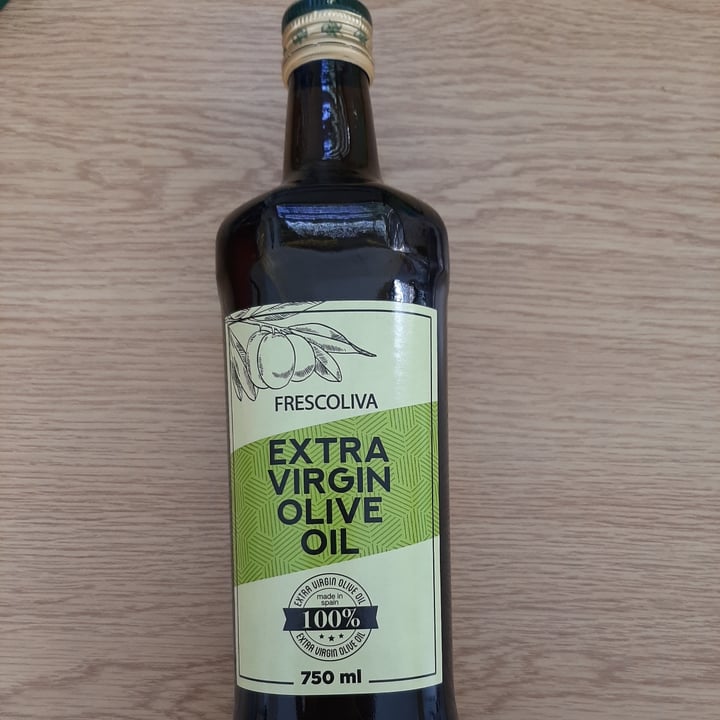 FRESCOLIVA
EXTRA
VIRGIN
OLIVE
OIL
EXTRA VIRGIN OLIVE OIL
made in
spain
100%
EXTRA VIRGIN OLIVE OIL
750 ml